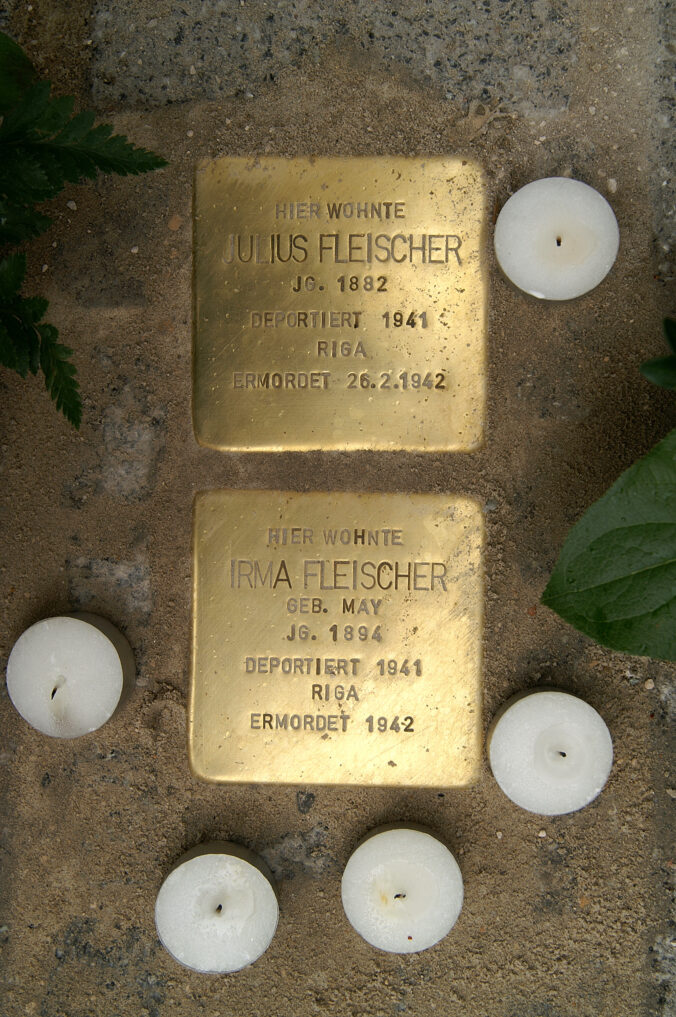 HIER WOHNTE
JULIUS FLEISCHER
JG. 1882
DEPORTIERT 1941
RIGA
ERMORDET 26.2.1942
HIER WOHNTE
IRMA FLEISCHER
GEB. MAY
JG. 1894
DEPORTIERT 1941
RIGA
ERMORDET 1942